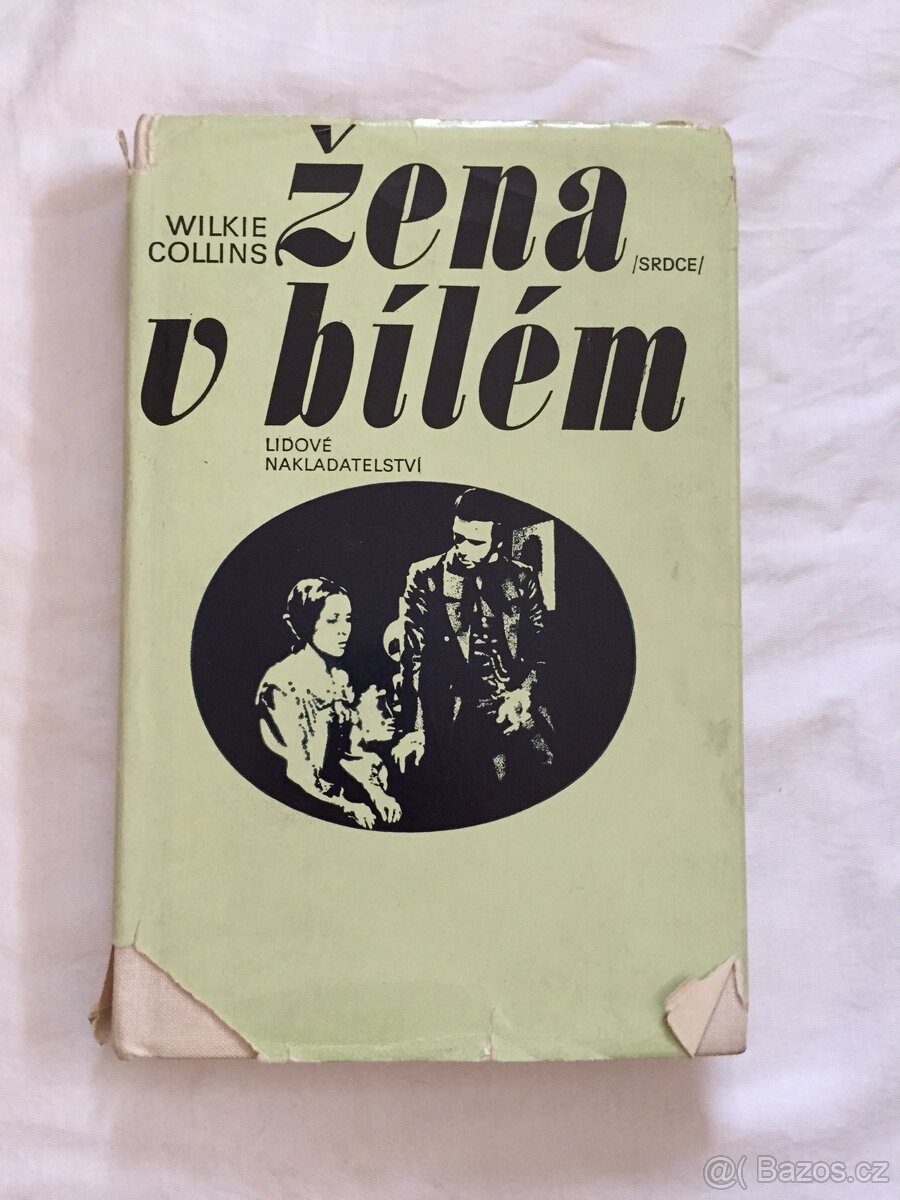 WILKIE
COLLINS
žena
/SRDCE/
v bílém
LIDOVÉ
NAKLADATELSTVÍ
@( Bazos.cz